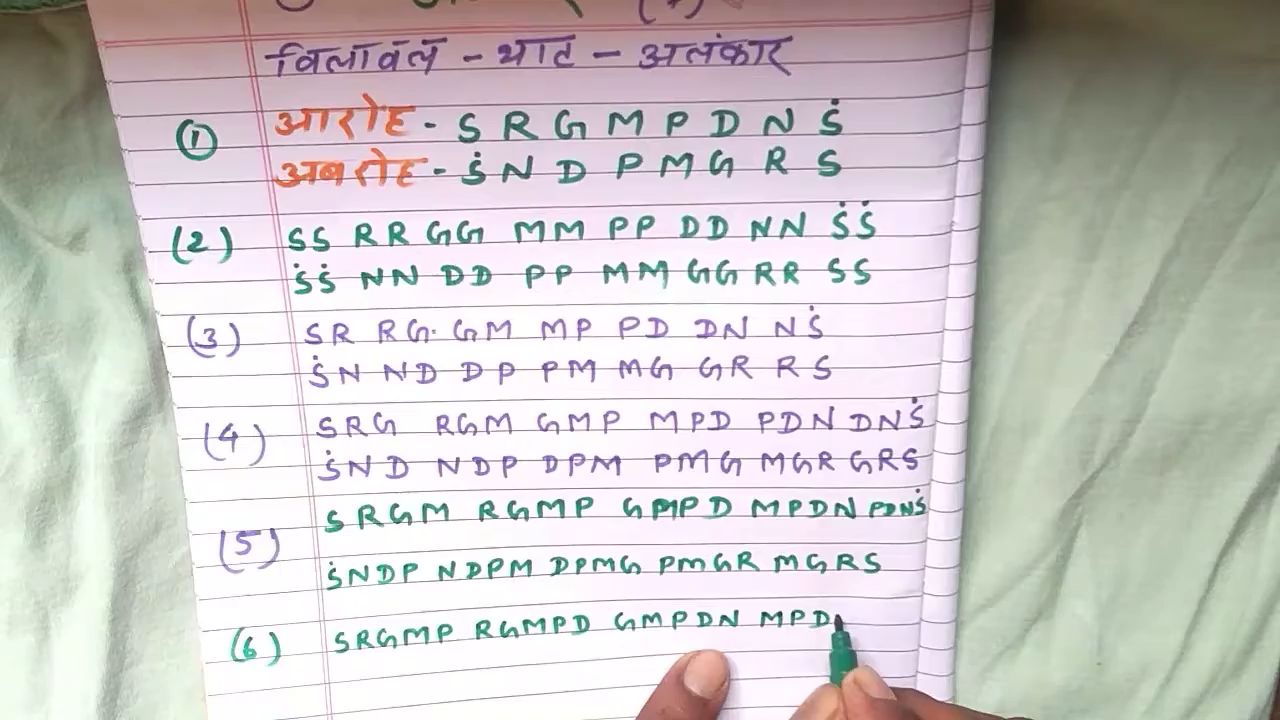 विलावल - थाट - अलंकार
① आरोह - S R G M P D N Ṡ
अबरोह - Ṡ N D P M G R S
(2) SS RR GG MM PP DD NN ṠṠ
ṠṠ NN DD PP MM GG RR SS
(3) SR RG. GM MP PD DN NṠ
ṠN ND DP PM MG GR RS
(4) SRG RGM GMP MPD PDN DNṠ
ṠND NDP DPM PMG MGR GRS
(5) SRGM RGMP GMPD MPDN PDNṠ
ṠNDP NDPM DPMG PMGR MGRS
(6) SRGMP RGMPD GMPDN MPD